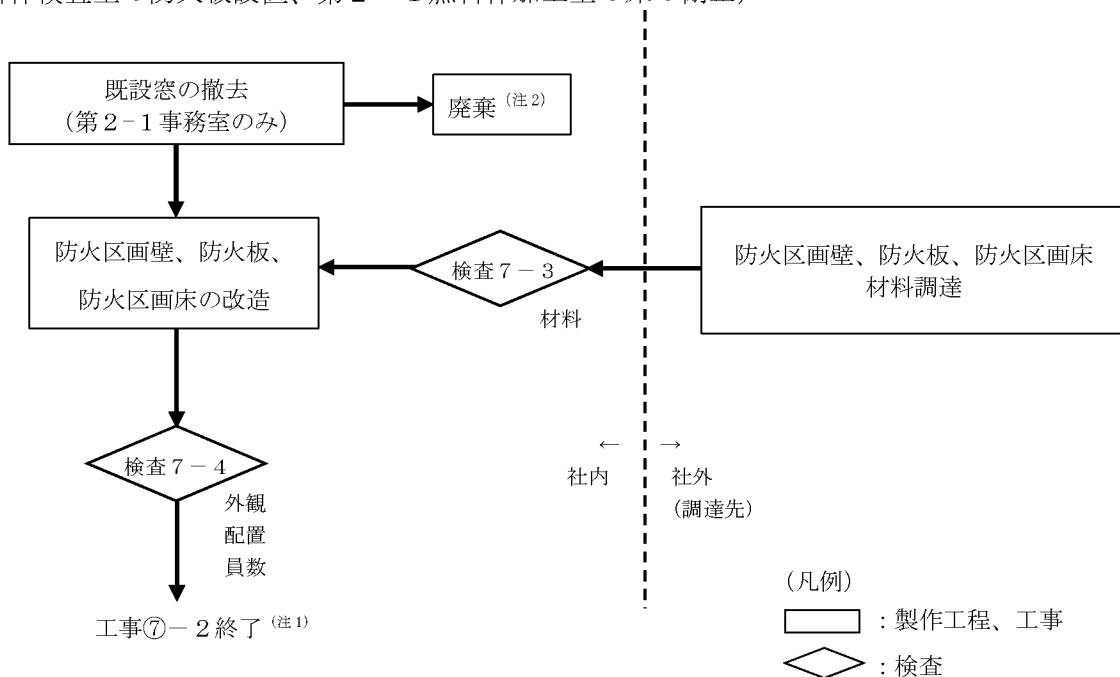 既設窓の撤去
（第２-１事務室のみ）
廃棄（注2）
防火区画壁、防火板、
防火区画床の改造
検査７－３
材料
防火区画壁、防火板、防火区画床
材料調達
検査７－４
外観
配置
員数
← →
社内 社外
（調達先）
工事⑦－２終了（注1）
（凡例）
：製作工程、工事
：検査